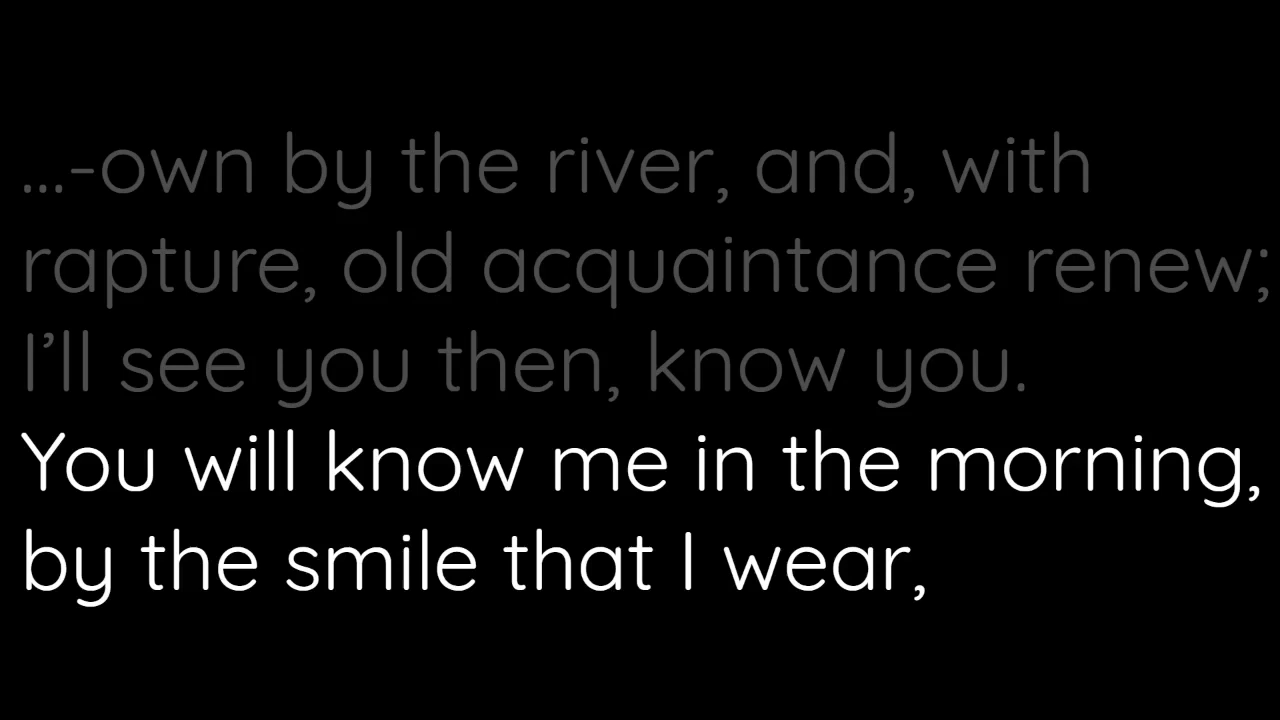 ...-own by the river, and, with
rapture, old acquaintance renew;
I’ll see you then, know you.
You will know me in the morning,
by the smile that I wear,